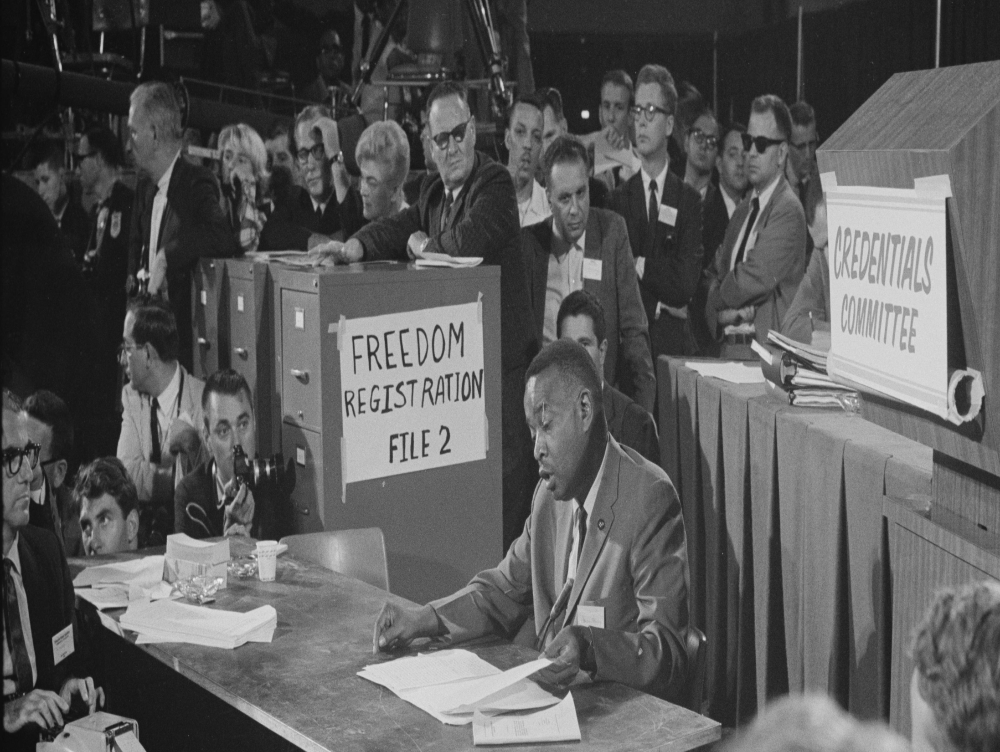 FREEDOM
REGISTRATION
FILE 2
CREDENTIALS
COMMITTEE